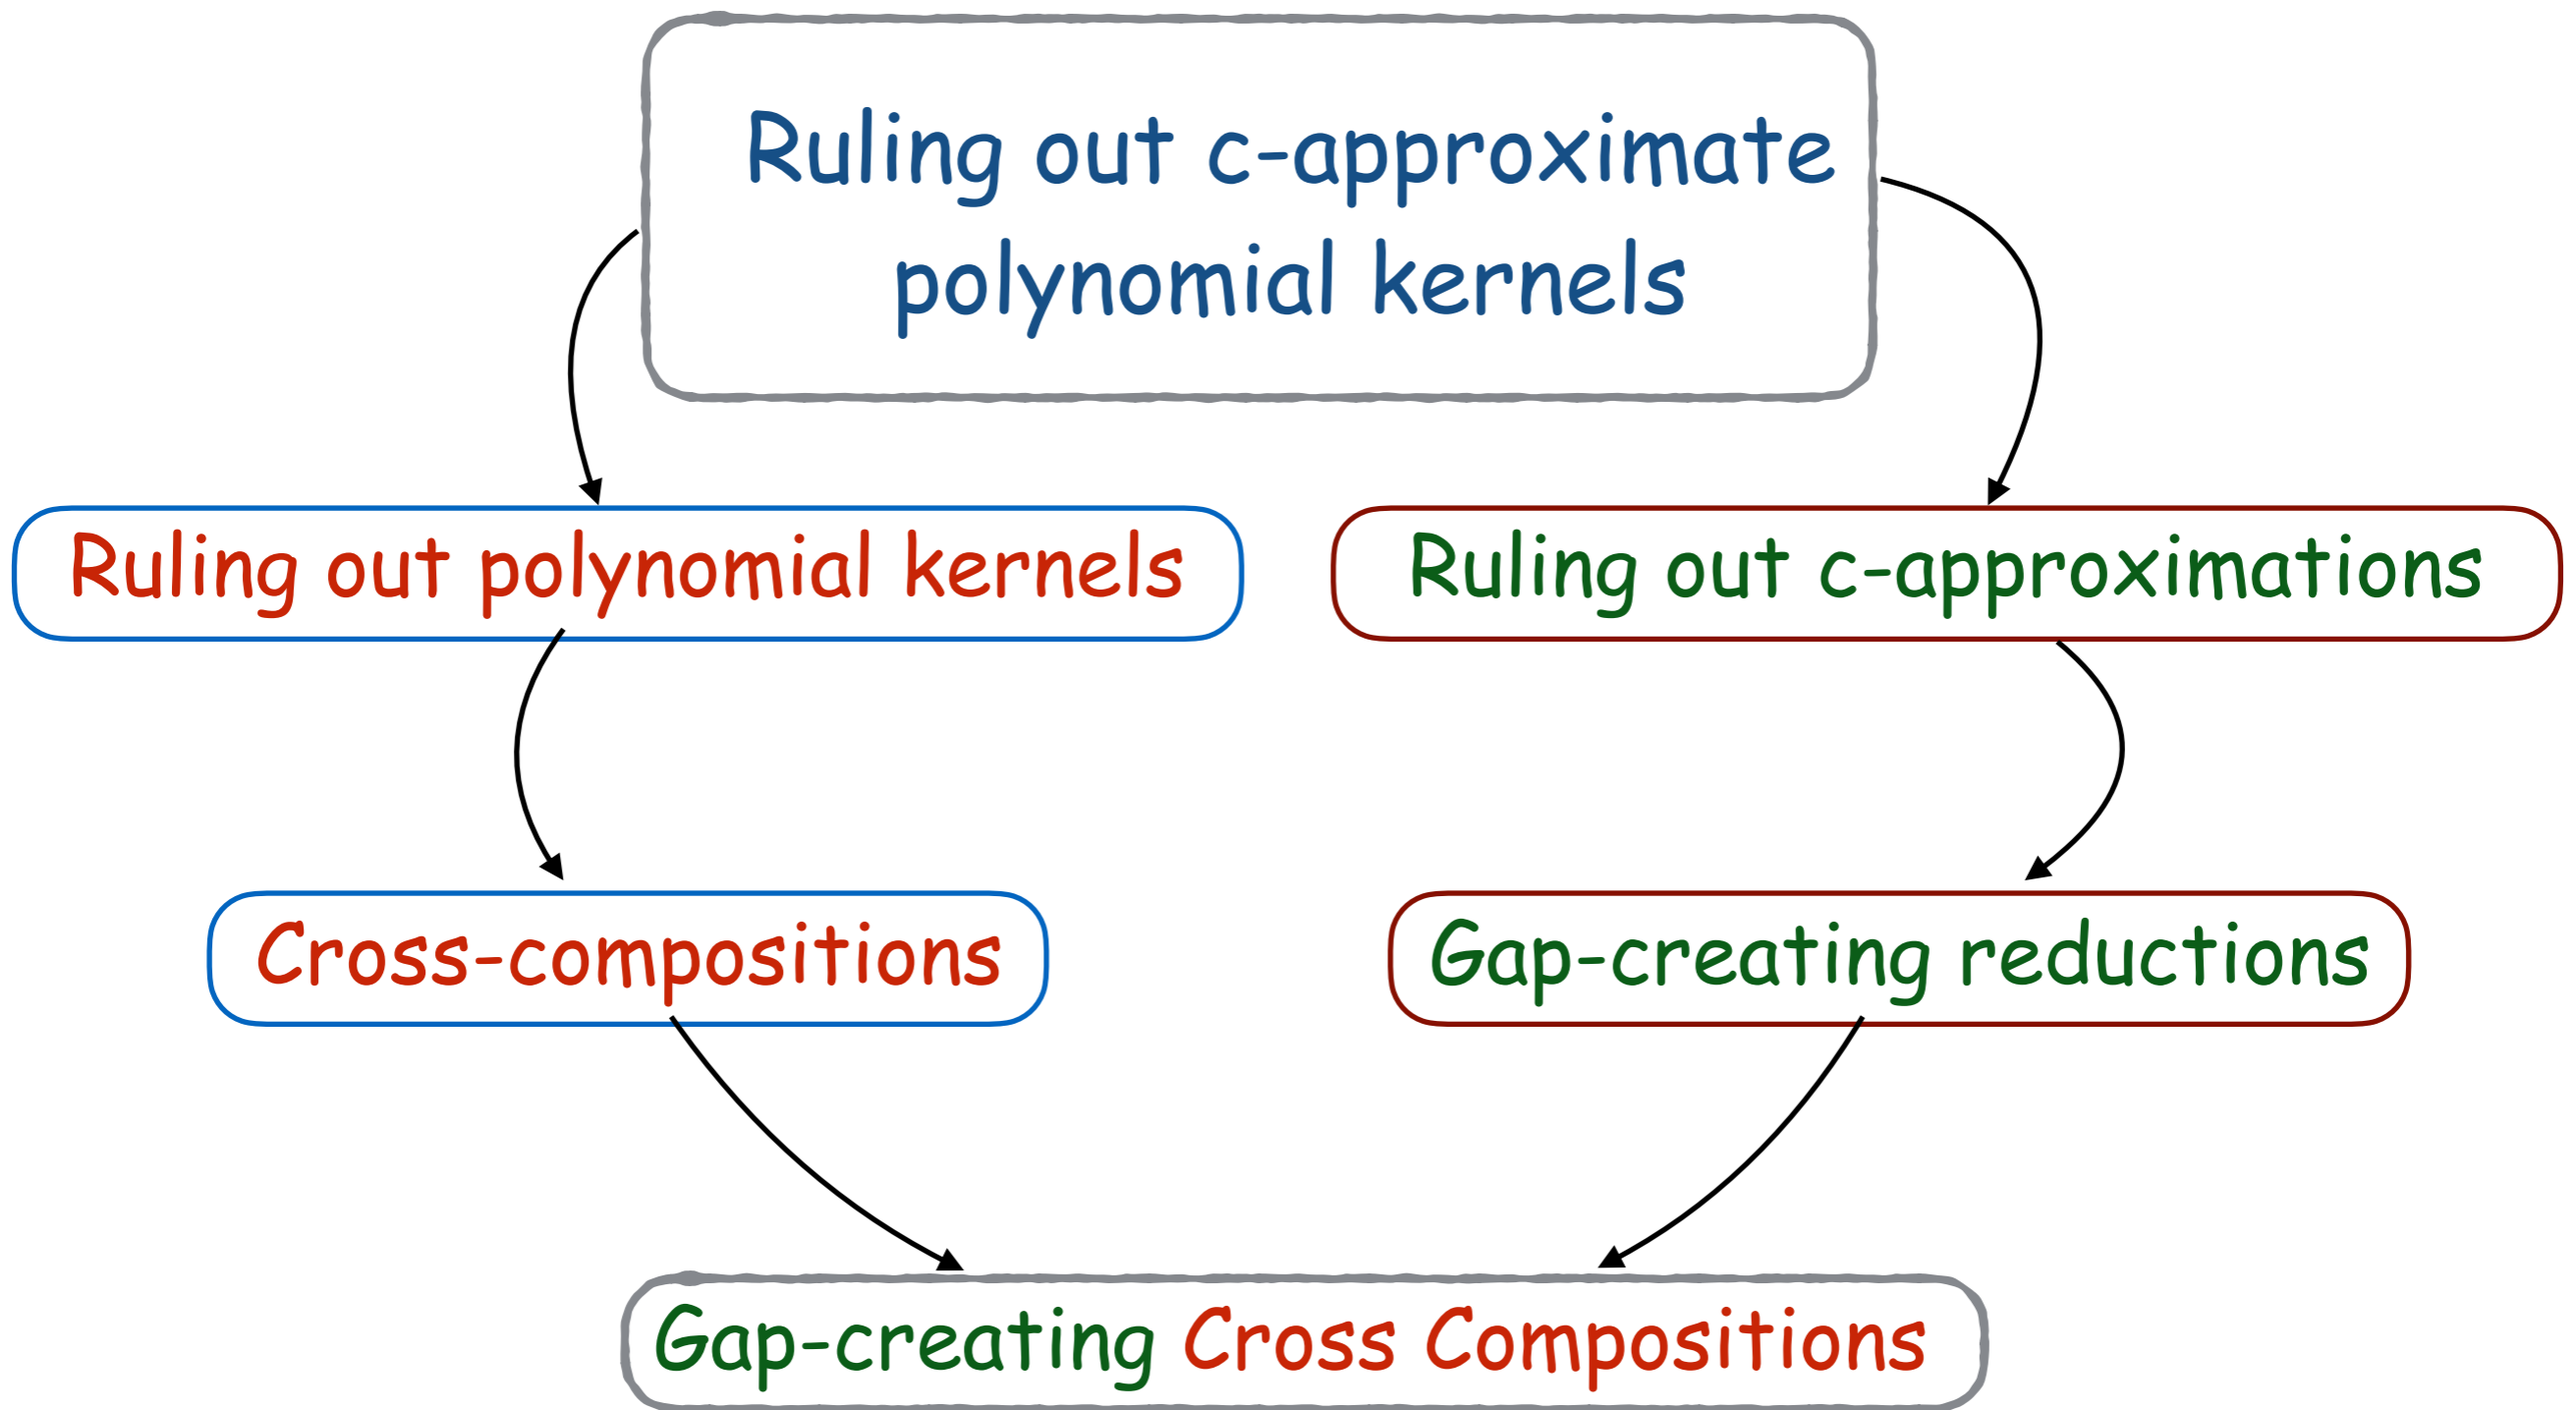 Ruling out c-approximate
polynomial kernels
Ruling out polynomial kernels
Ruling out c-approximations
Cross-compositions
Gap-creating reductions
Gap-creating Cross Compositions